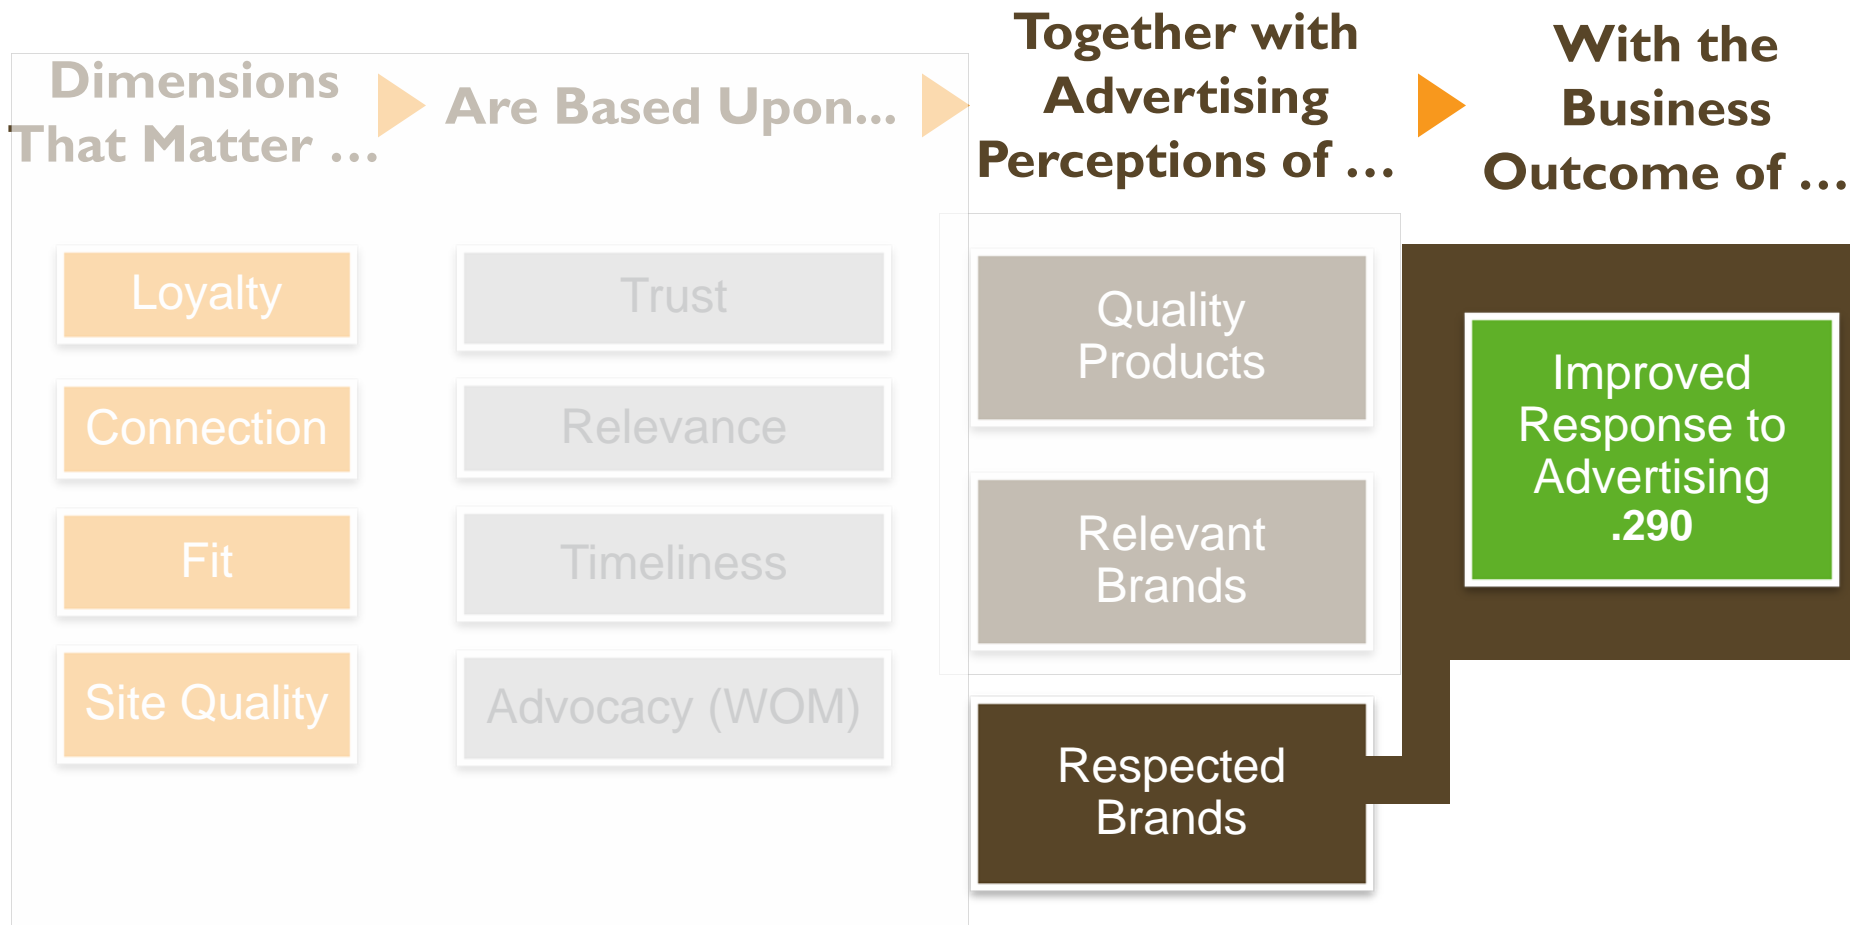 Dimensions
That Matter …
Are Based Upon...
Together with
Advertising
Perceptions of …
With the
Business
Outcome of …
Loyalty
Connection
Fit
Site Quality
Trust
Relevance
Timeliness
Advocacy (WOM)
Quality
Products
Relevant
Brands
Respected
Brands
Improved
Response to
Advertising
.290